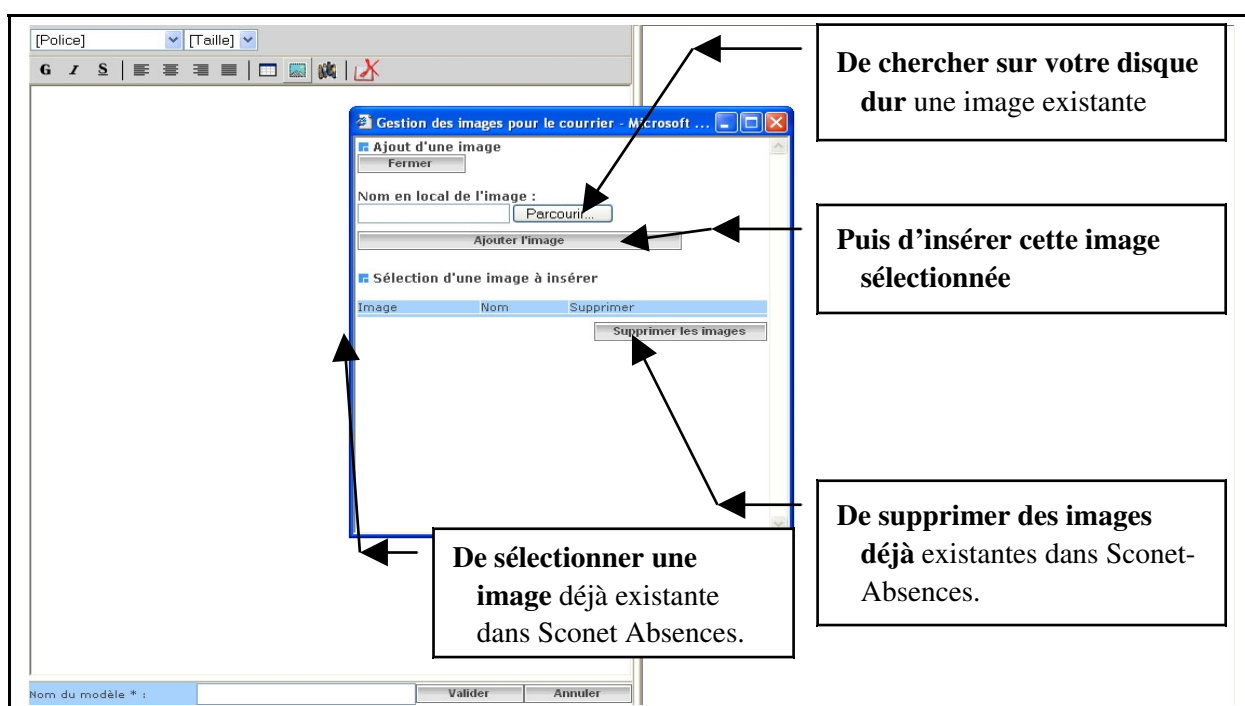 [Police] [Taille]
G I S
Gestion des images pour le courrier - Microsoft ...
Ajout d'une image
Fermer
Nom en local de l'image :
Parcourir...
Ajouter l'image
Sélection d'une image à insérer
Image Nom Supprimer
Supprimer les images
De chercher sur votre disque
dur une image existante
Puis d’insérer cette image
sélectionnée
De supprimer des images
déjà existantes dans Sconet-
Absences.
De sélectionner une
image déjà existante
dans Sconet Absences.
Nom du modèle * : Valider Annuler